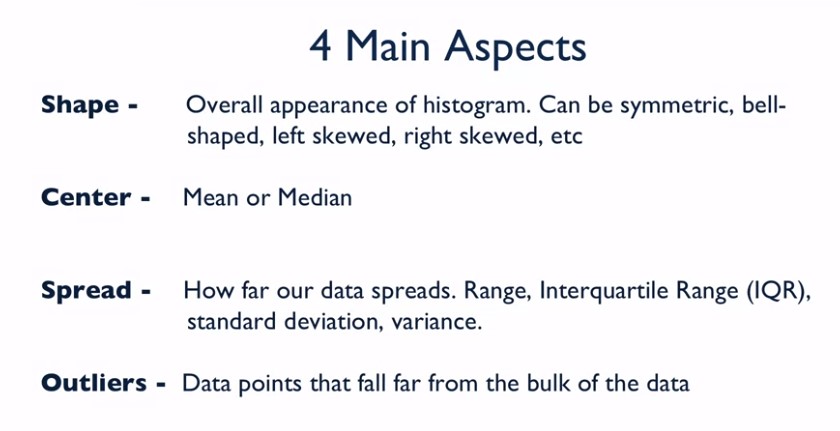 4 Main Aspects
Shape - Overall appearance of histogram. Can be symmetric, bell-
shaped, left skewed, right skewed, etc
Center - Mean or Median
Spread - How far our data spreads. Range, Interquartile Range (IQR),
standard deviation, variance.
Outliers - Data points that fall far from the bulk of the data